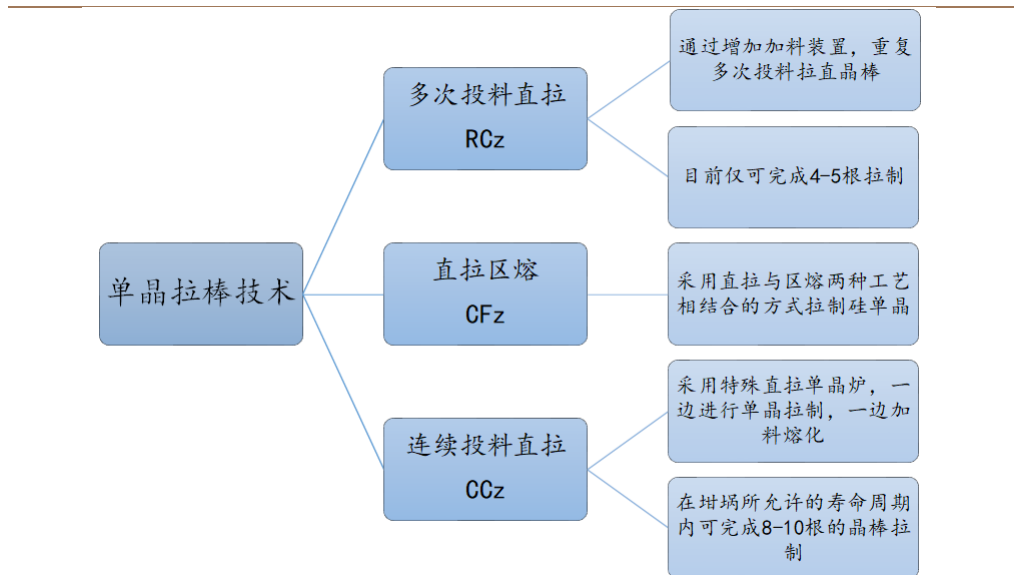 单晶拉棒技术
多次投料直拉
RCz
通过增加加料装置，重复
多次投料拉直晶棒
目前仅可完成4-5根拉制
直拉区熔
CFz
采用直拉与区熔两种工艺
相结合的方式拉制硅单晶
连续投料直拉
CCz
采用特殊直拉单晶炉，一
边进行单晶拉制，一边加
料熔化
在坩埚所允许的寿命周期
内可完成8-10根的晶棒拉
制